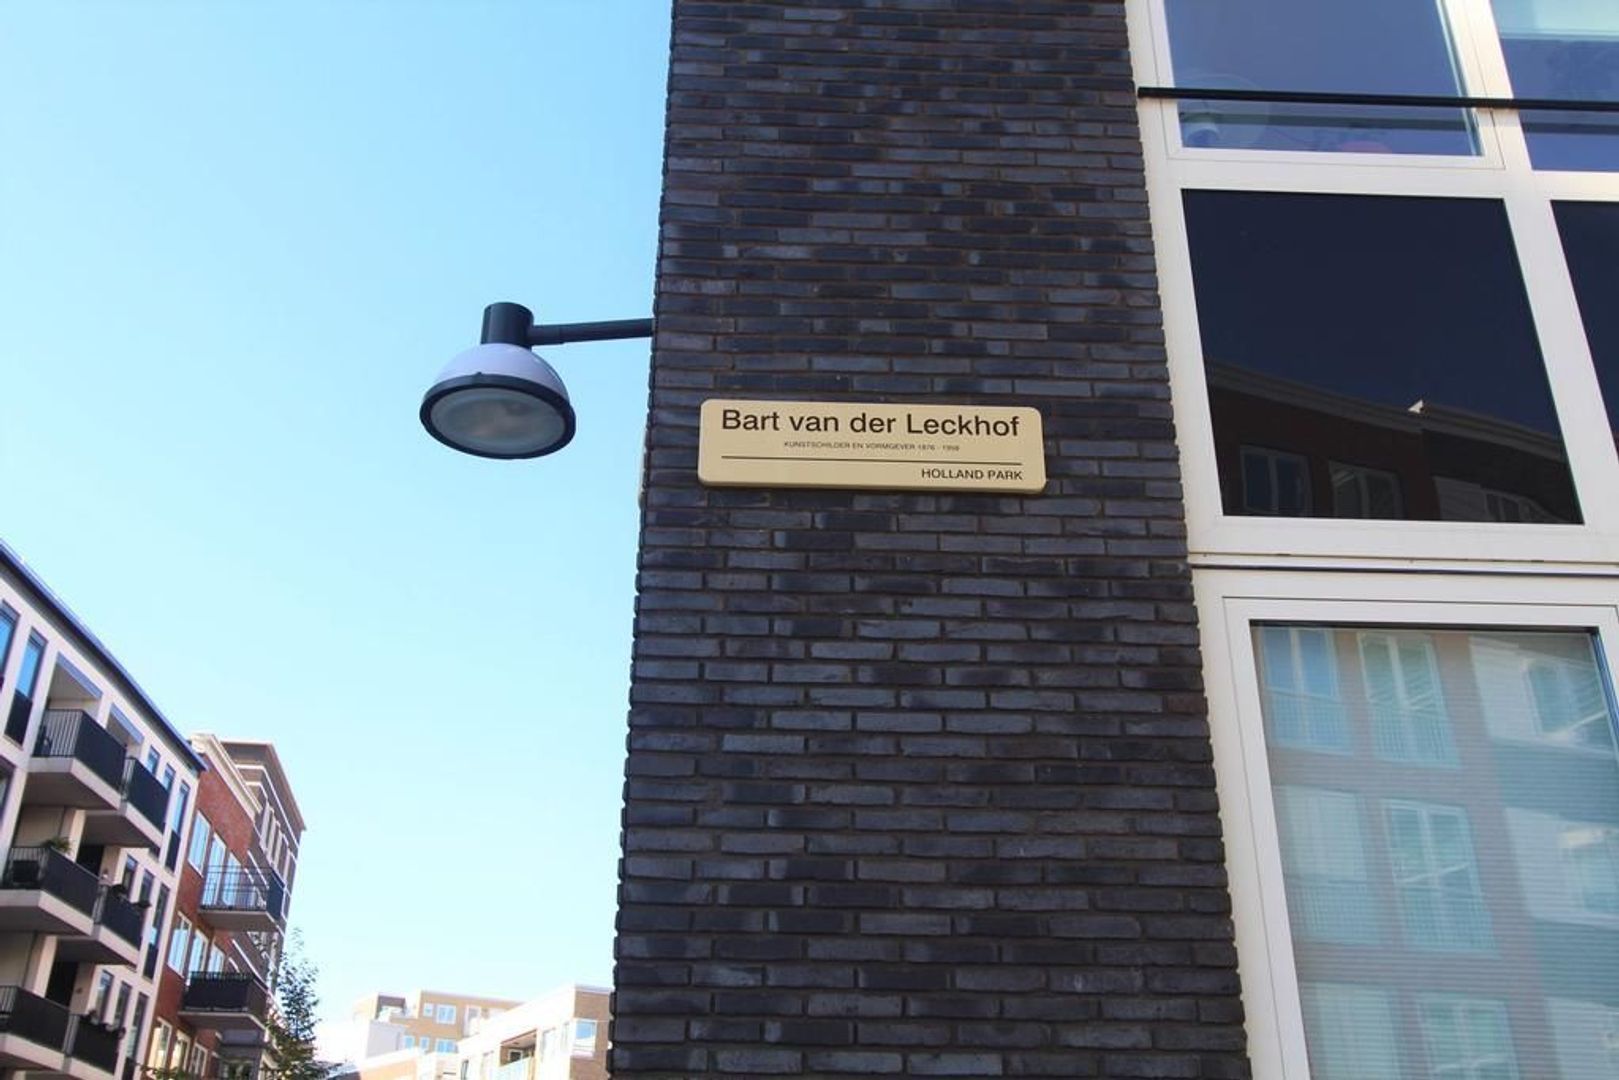 Bart van der Leckhof
KUNSTSCHILDER EN VORMGEVER 1876 - 1958
HOLLAND PARK